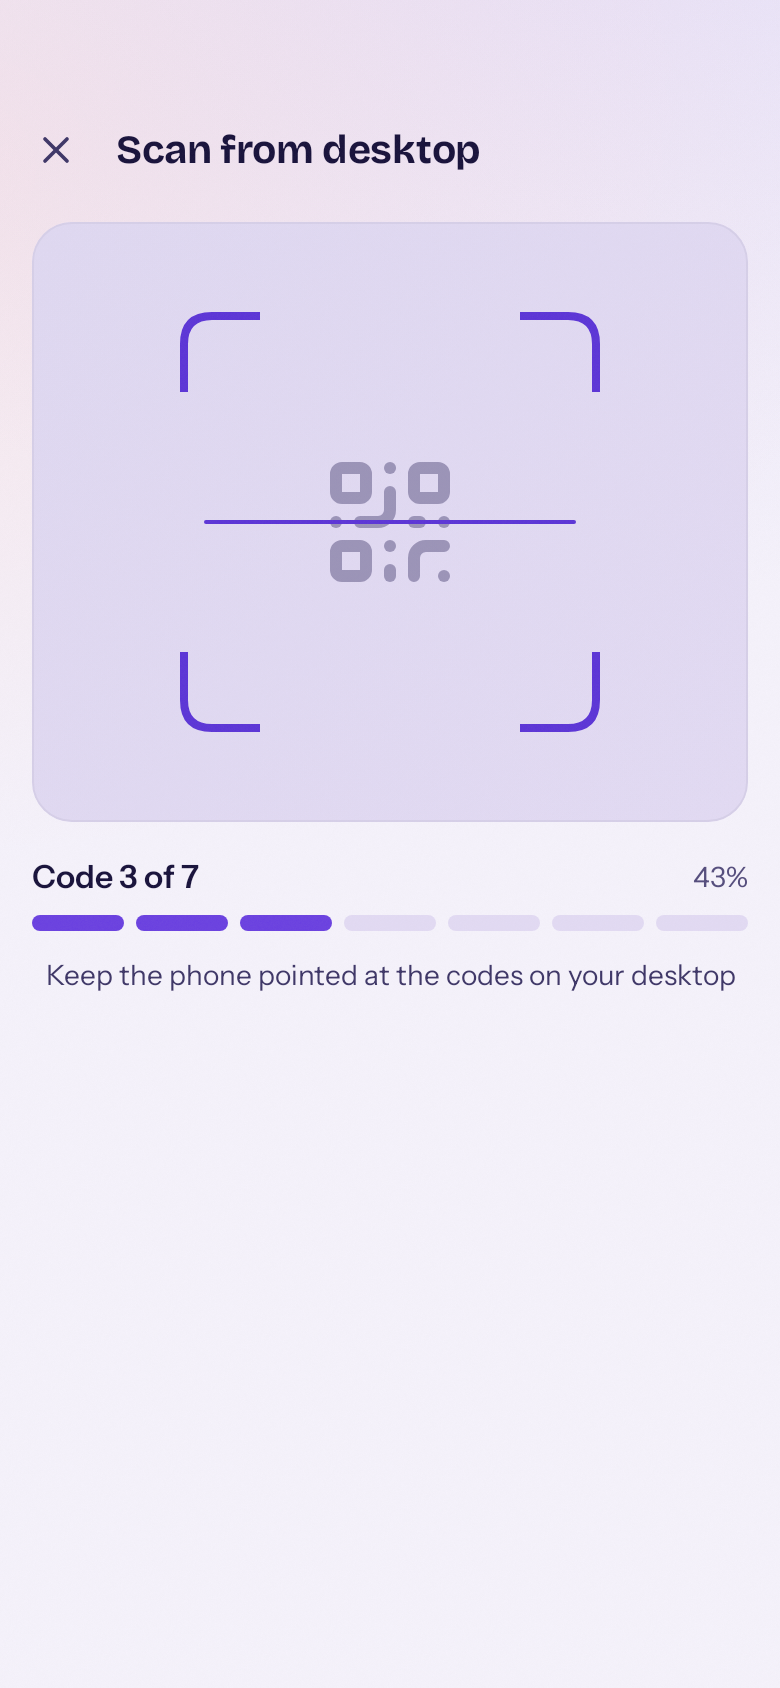 Scan from desktop
Code 3 of 7
43%
Keep the phone pointed at the codes on your desktop